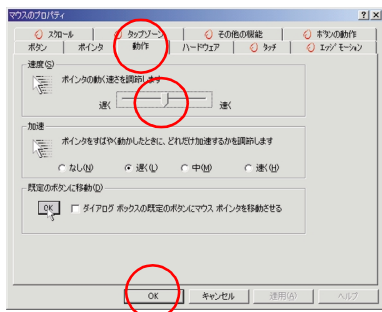 マウスのプロパティ
スクロール タップゾーン その他の機能 ボタンの動作
ボタン ポインタ 動作 ハードウェア タッチ エッジ モーション
速度(S)
ポインタの動く速さを調節します
遅く 速く
加速
ポインタをすばやく動かしたときに、どれだけ加速するかを調節します
なし(N) 遅く(L) 中(M) 速く(H)
既定のボタンに移動(D)
OK ダイアログ ボックスの既定のボタンにマウス ポインタを移動させる
OK キャンセル 適用(A) ヘルプ